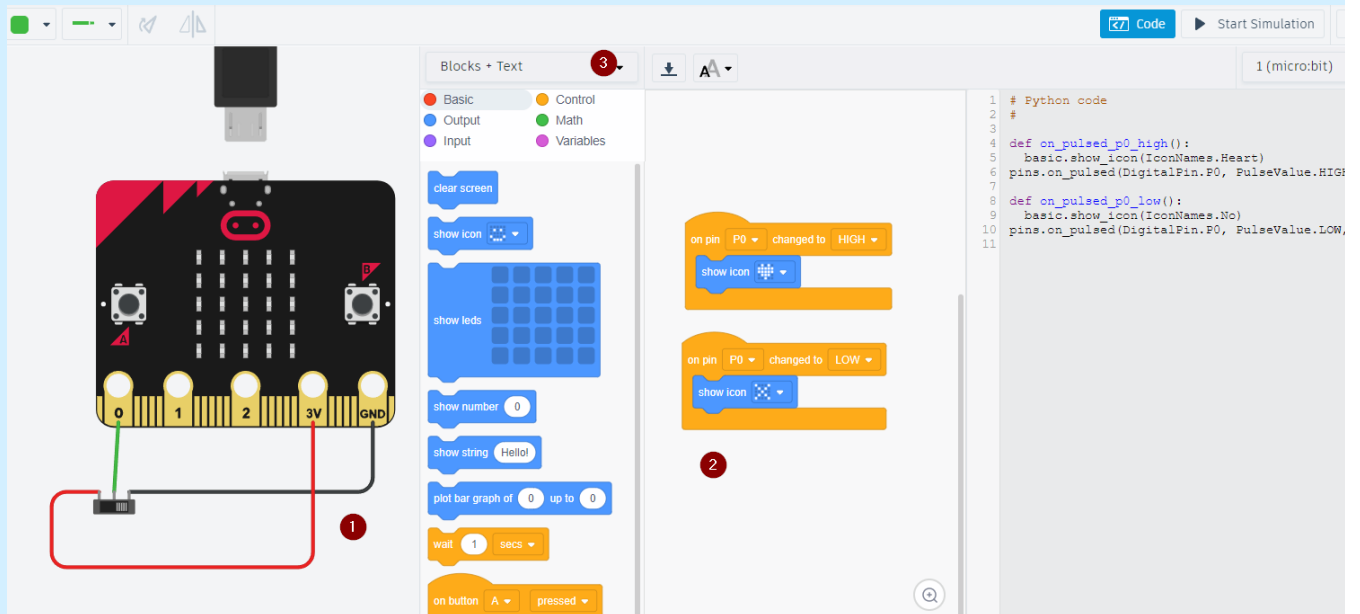 Code
Start Simulation
Blocks + Text
3
1 (micro:bit)
Basic
Control
Output
Math
Input
Variables
clear screen
show icon
show leds
show number 0
show string Hello!
plot bar graph of 0 up to 0
wait 1 secs
on button A pressed
A
B
0 1 2 3V GND
1
on pin P0 changed to HIGH
show icon
on pin P0 changed to LOW
show icon
2
1 # Python code
2 #
3
4 def on_pulsed_p0_high():
5 basic.show_icon(IconNames.Heart)
6 pins.on_pulsed(DigitalPin.P0, PulseValue.HIGH
7
8 def on_pulsed_p0_low():
9 basic.show_icon(IconNames.No)
10 pins.on_pulsed(DigitalPin.P0, PulseValue.LOW,
11